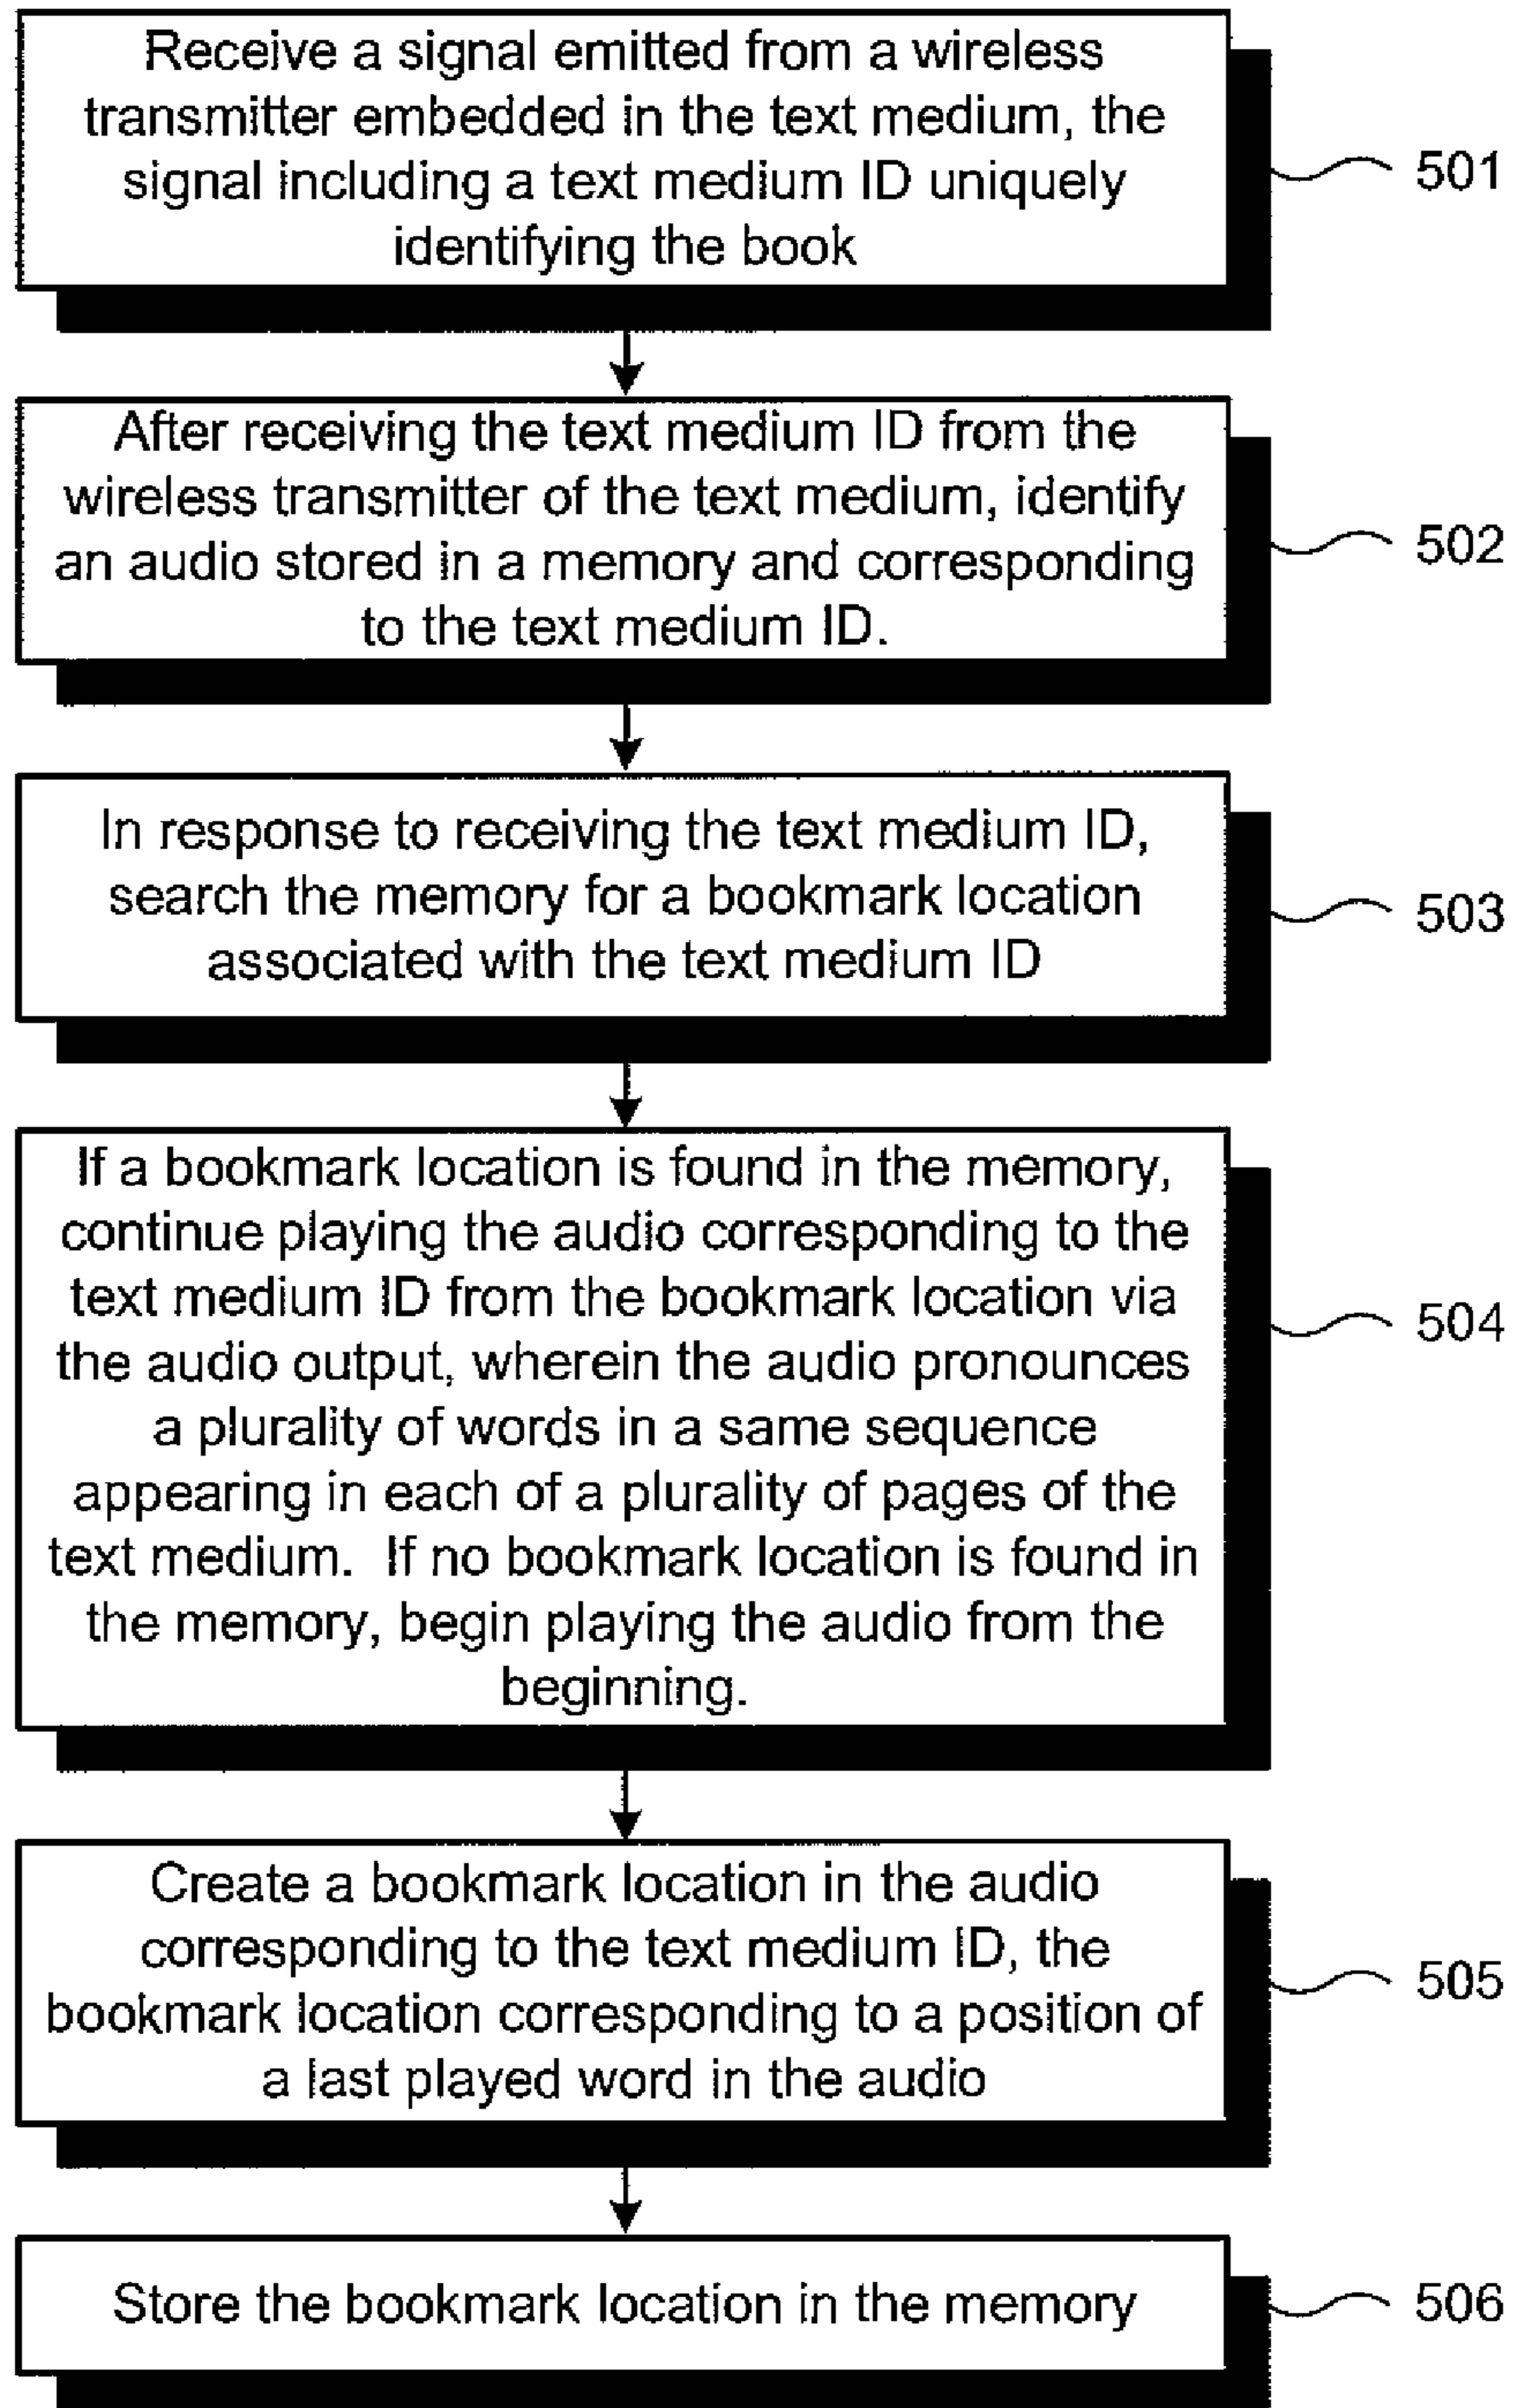 Receive a signal emitted from a wireless
transmitter embedded in the text medium, the
signal including a text medium ID uniquely
identifying the book
501
After receiving the text medium ID from the
wireless transmitter of the text medium, identify
an audio stored in a memory and corresponding
to the text medium ID.
502
In response to receiving the text medium ID,
search the memory for a bookmark location
associated with the text medium ID
503
If a bookmark location is found in the memory,
continue playing the audio corresponding to the
text medium ID from the bookmark location via
the audio output, wherein the audio pronounces
a plurality of words in a same sequence
appearing in each of a plurality of pages of the
text medium. If no bookmark location is found in
the memory, begin playing the audio from the
beginning.
504
Create a bookmark location in the audio
corresponding to the text medium ID, the
bookmark location corresponding to a position of
a last played word in the audio
505
Store the bookmark location in the memory
506